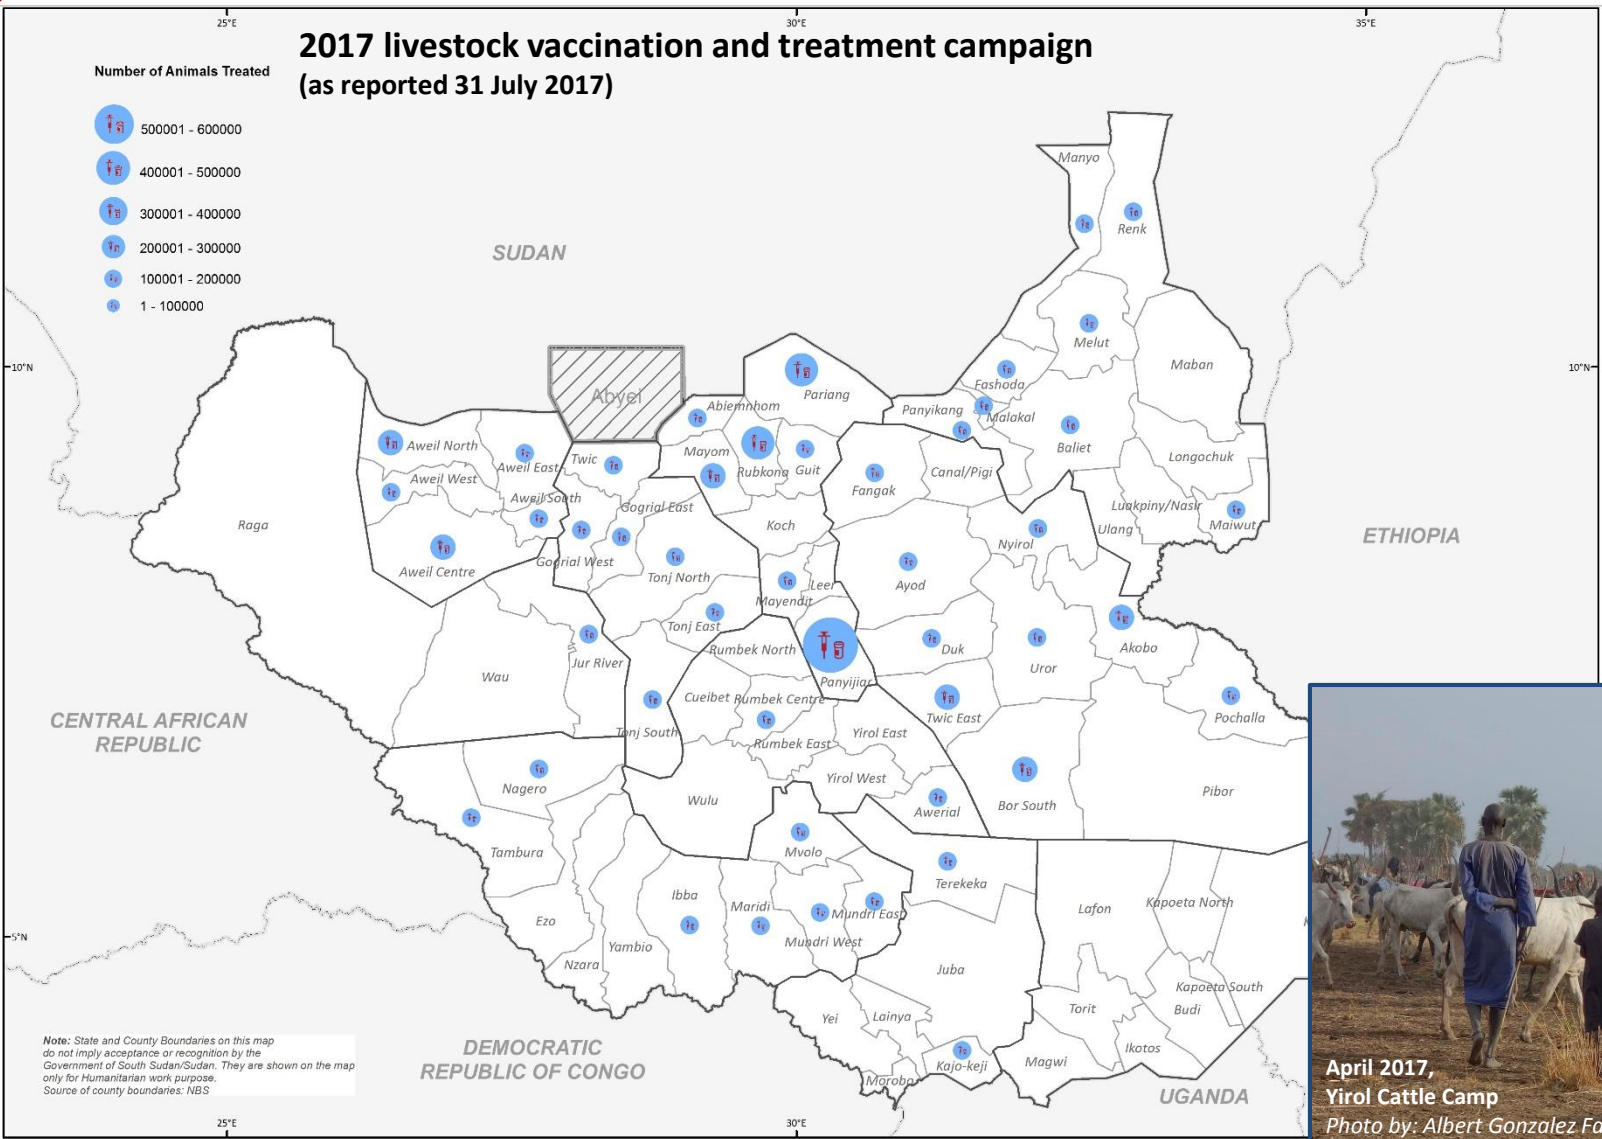 25°E
30°E
35°E
2017 livestock vaccination and treatment campaign
(as reported 31 July 2017)
Number of Animals Treated
500001 - 600000
400001 - 500000
300001 - 400000
200001 - 300000
100001 - 200000
1 - 100000
SUDAN
Manyo
Renk
Melut
Maban
10°N
10°N
Abyei
Fashoda
Pariang
Abiemnhom
Panyikang
Malakal
Baliet
Aweil North
Mayom
Rubkona
Guit
Longochuk
Aweil East
Twic
Aweil West
Fangak
Canal/Pigi
Aweil South
Gogrial East
Luakpiny/Nasir
Maiwut
Raga
Koch
Ulang
ETHIOPIA
Nyirol
Gogrial West
Aweil Centre
Tonj North
Leer
Ayod
Mayendit
Tonj East
Rumbek North
Duk
Akobo
Jur River
Uror
Wau
Panyijiar
Cueibet
Rumbek Centre
CENTRAL AFRICAN
REPUBLIC
Twic East
Pochalla
Tonj South
Yirol East
Rumbek East
Yirol West
Nagero
Wulu
Awerial
Bor South
Pibor
Tambura
Mvolo
Terekeka
Ibba
Maridi
Mundri East
Lafon
Kapoeta North
K
Ezo
5°N
Yambio
Mundri West
Nzara
Juba
Kapoeta South
Yei
Lainya
Torit
Budi
Note: State and County Boundaries on this map
do not imply acceptance or recognition by the
Government of South Sudan/Sudan. They are shown on the map
only for Humanitarian work purpose.
Source of county boundaries: NBS
DEMOCRATIC
REPUBLIC OF CONGO
Ikotos
Magwi
Kajo-keji
Morobo
UGANDA
April 2017,
Yirol Cattle Camp
Photo by: Albert Gonzalez Fa
25°E
30°E